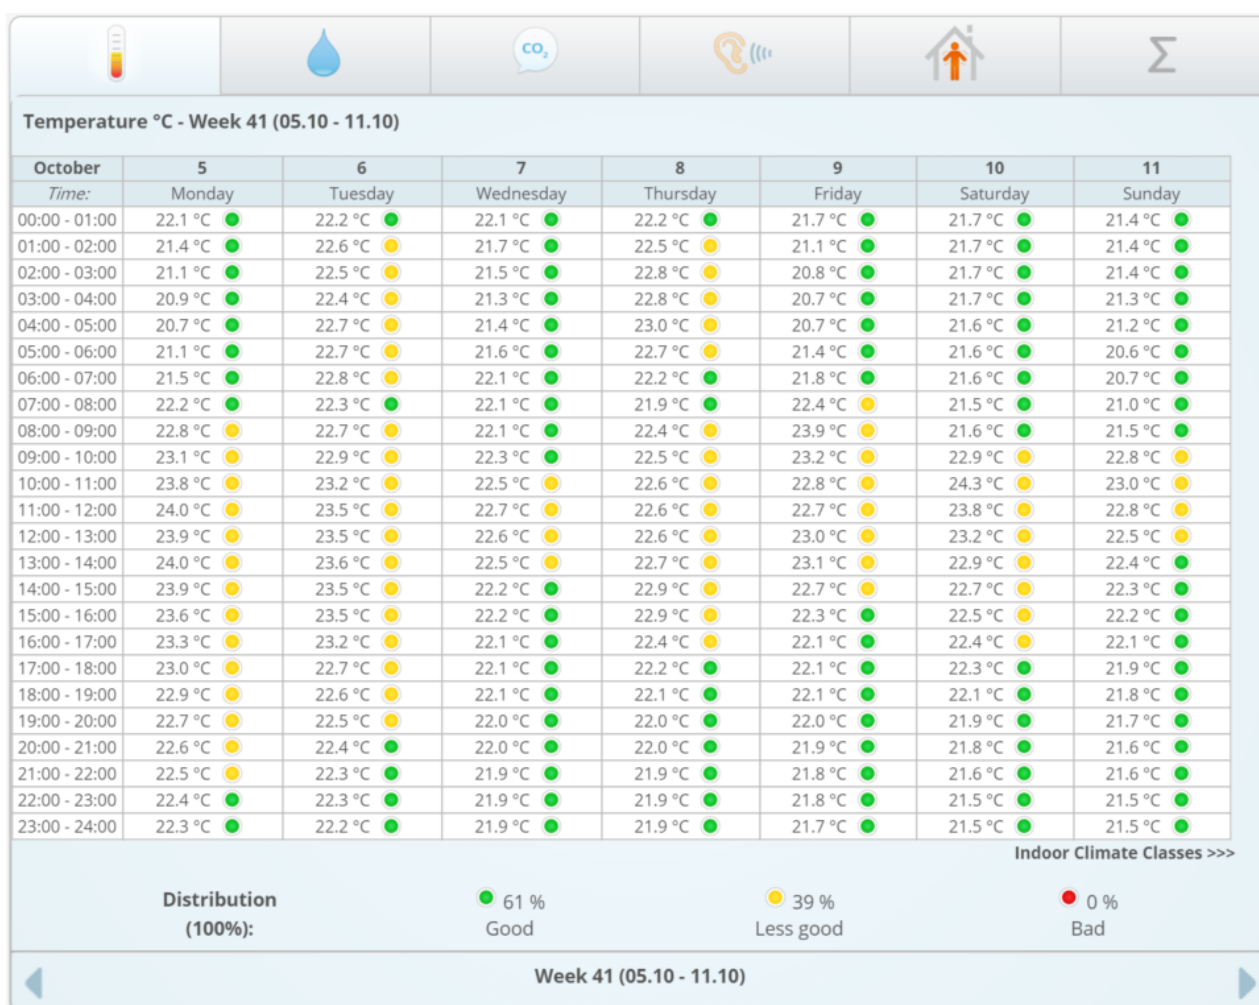 CO₂
Σ
Temperature °C - Week 41 (05.10 - 11.10)
October 5 6 7 8 9 10 11
Time: Monday Tuesday Wednesday Thursday Friday Saturday Sunday
00:00 - 01:00 22.1 °C 22.2 °C 22.1 °C 22.2 °C 21.7 °C 21.7 °C 21.4 °C
01:00 - 02:00 21.4 °C 22.6 °C 21.7 °C 22.5 °C 21.1 °C 21.7 °C 21.4 °C
02:00 - 03:00 21.1 °C 22.5 °C 21.5 °C 22.8 °C 20.8 °C 21.7 °C 21.4 °C
03:00 - 04:00 20.9 °C 22.4 °C 21.3 °C 22.8 °C 20.7 °C 21.7 °C 21.3 °C
04:00 - 05:00 20.7 °C 22.7 °C 21.4 °C 23.0 °C 20.7 °C 21.6 °C 21.2 °C
05:00 - 06:00 21.1 °C 22.7 °C 21.6 °C 22.7 °C 21.4 °C 21.6 °C 20.6 °C
06:00 - 07:00 21.5 °C 22.8 °C 22.1 °C 22.2 °C 21.8 °C 21.6 °C 20.7 °C
07:00 - 08:00 22.2 °C 22.3 °C 22.1 °C 21.9 °C 22.4 °C 21.5 °C 21.0 °C
08:00 - 09:00 22.8 °C 22.7 °C 22.1 °C 22.4 °C 23.9 °C 21.6 °C 21.5 °C
09:00 - 10:00 23.1 °C 22.9 °C 22.3 °C 22.5 °C 23.2 °C 22.9 °C 22.8 °C
10:00 - 11:00 23.8 °C 23.2 °C 22.5 °C 22.6 °C 22.8 °C 24.3 °C 23.0 °C
11:00 - 12:00 24.0 °C 23.5 °C 22.7 °C 22.6 °C 22.7 °C 23.8 °C 22.8 °C
12:00 - 13:00 23.9 °C 23.5 °C 22.6 °C 22.6 °C 23.0 °C 23.2 °C 22.5 °C
13:00 - 14:00 24.0 °C 23.6 °C 22.5 °C 22.7 °C 23.1 °C 22.9 °C 22.4 °C
14:00 - 15:00 23.9 °C 23.5 °C 22.2 °C 22.9 °C 22.7 °C 22.7 °C 22.3 °C
15:00 - 16:00 23.6 °C 23.5 °C 22.2 °C 22.9 °C 22.3 °C 22.5 °C 22.2 °C
16:00 - 17:00 23.3 °C 23.2 °C 22.1 °C 22.4 °C 22.1 °C 22.4 °C 22.1 °C
17:00 - 18:00 23.0 °C 22.7 °C 22.1 °C 22.2 °C 22.1 °C 22.3 °C 21.9 °C
18:00 - 19:00 22.9 °C 22.6 °C 22.1 °C 22.1 °C 22.1 °C 22.1 °C 21.8 °C
19:00 - 20:00 22.7 °C 22.5 °C 22.0 °C 22.0 °C 22.0 °C 21.9 °C 21.7 °C
20:00 - 21:00 22.6 °C 22.4 °C 22.0 °C 22.0 °C 21.9 °C 21.8 °C 21.6 °C
21:00 - 22:00 22.5 °C 22.3 °C 21.9 °C 21.9 °C 21.8 °C 21.6 °C 21.6 °C
22:00 - 23:00 22.4 °C 22.3 °C 21.9 °C 21.9 °C 21.8 °C 21.5 °C 21.5 °C
23:00 - 24:00 22.3 °C 22.2 °C 21.9 °C 21.9 °C 21.7 °C 21.5 °C 21.5 °C
Indoor Climate Classes >>>
Distribution 61 % 39 % 0 %
(100%): Good Less good Bad
Week 41 (05.10 - 11.10)